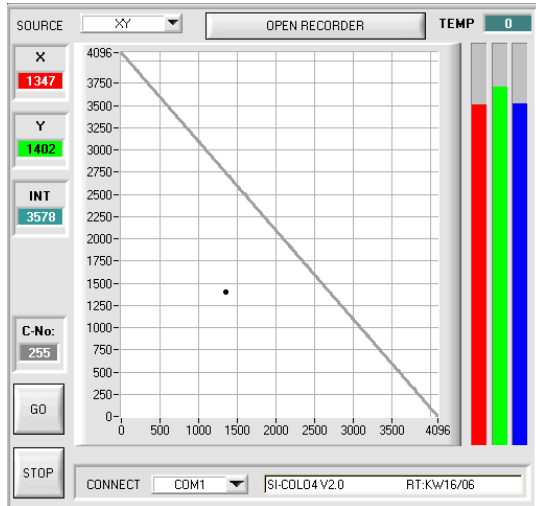 SOURCE XY OPEN RECORDER TEMP 0
X
1347
Y
1402
INT
3578
C-No:
255
GO
STOP
4096
3750
3500
3250
3000
2750
2500
2250
2000
1750
1500
1250
1000
750
500
250
0
0 500 1000 1500 2000 2500 3000 3500 4096
CONNECT COM1 SI-COLO4 V2.0 RT:KW16/06